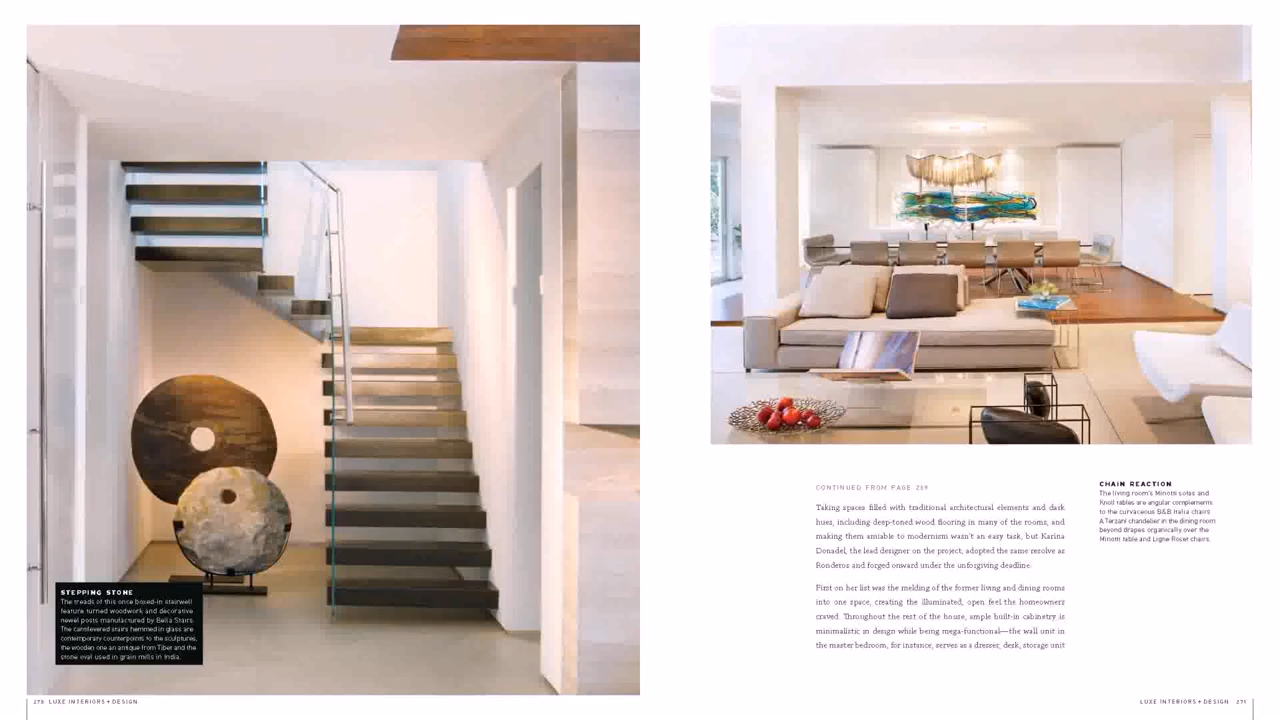 STEPPING STONE
The treads of this once boxed-in stairwell
feature turned woodwork and decorative
newel posts manufactured by Bella Stairs.
The cantilevered stairs hemmed in glass are
contemporary counterpoints to the sculptures,
the wooden one an antique from Tibet and the
stone oval used in grain mills in India.
270 LUXE INTERIORS + DESIGN
CONTINUED FROM PAGE 269
Taking spaces filled with traditional architectural elements and dark
hues, including deep-toned wood flooring in many of the rooms, and
making them amiable to modernism wasn't an easy task, but Karina
Donadel, the lead designer on the project, adopted the same resolve as
Ronderos and forged onward under the unforgiving deadline.
First on her list was the melding of the former living and dining rooms
into one space, creating the illuminated, open feel the homeowners
craved. Throughout the rest of the house, ample built-in cabinetry is
minimalistic in design while being mega-functional—the wall unit in
the master bedroom, for instance, serves as a dresser, desk, storage unit
CHAIN REACTION
The living room's Minotti sofas and
Knoll tables are angular complements
to the curvaceous B&B Italia chairs.
A Terzani chandelier in the dining room
beyond drapes organically over the
Minotti table and Ligne Roset chairs.
LUXE INTERIORS + DESIGN 271